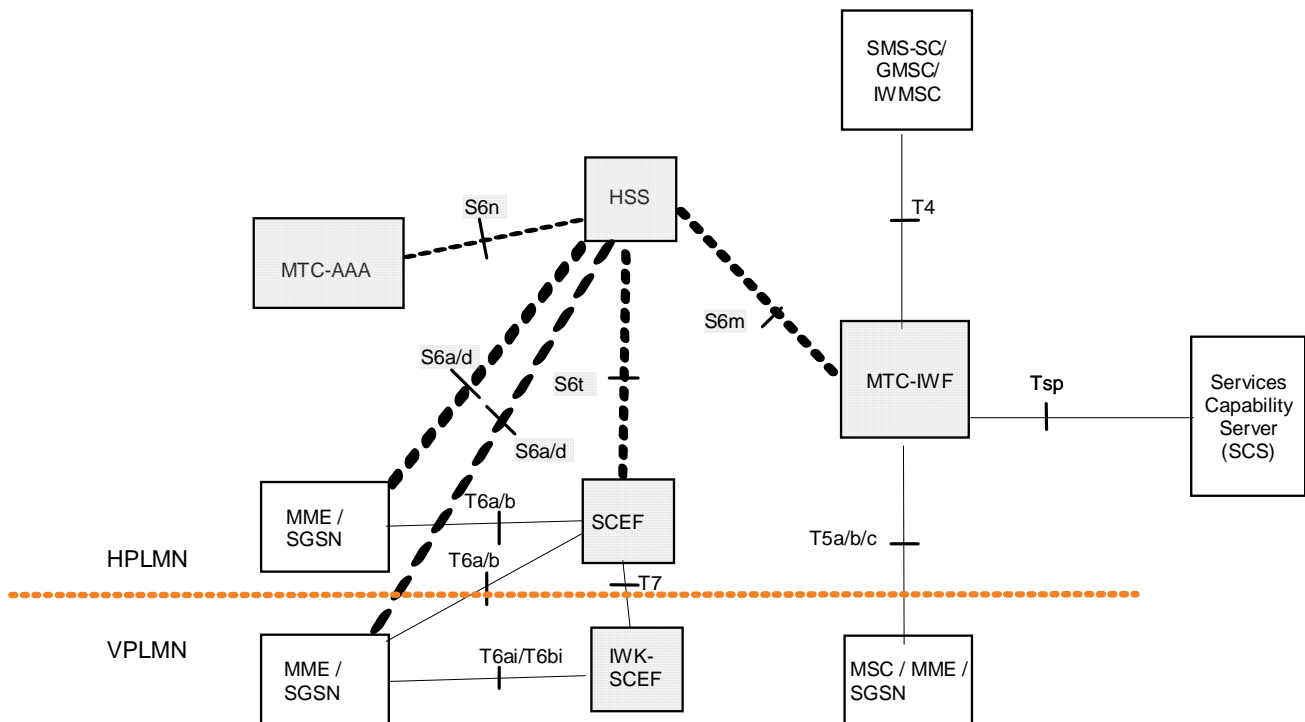 SMS-SC/
GMSC/
IWMSC
HSS
S6n
T4
MTC-AAA
S6m
S6a/d
S6t
MTC-IWF
Tsp
Services
Capability
Server
(SCS)
S6a/d
T6a/b
MME /
SGSN
SCEF
T5a/b/c
HPLMN
T6a/b
T7
VPLMN
MME /
SGSN
T6ai/T6bi
IWK-
SCEF
MSC / MME /
SGSN